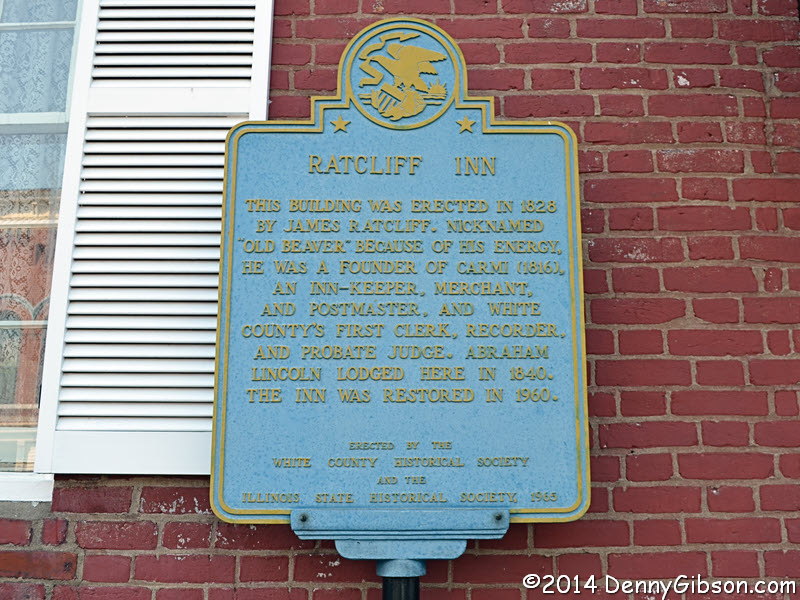 RATCLIFF INN
THIS BUILDING WAS ERECTED IN 1828
BY JAMES RATCLIFF. NICKNAMED
"OLD BEAVER" BECAUSE OF HIS ENERGY,
HE WAS A FOUNDER OF CARMI (1816),
AN INN-KEEPER, MERCHANT,
AND POSTMASTER, AND WHITE
COUNTY'S FIRST CLERK, RECORDER,
AND PROBATE JUDGE. ABRAHAM
LINCOLN LODGED HERE IN 1840.
THE INN WAS RESTORED IN 1960.
ERECTED BY THE
WHITE COUNTY HISTORICAL SOCIETY
AND THE
ILLINOIS STATE HISTORICAL SOCIETY, 1965
©2014 DennyGibson.com